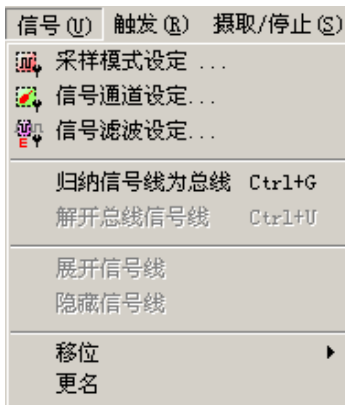 信号(U) 触发(R) 摄取/停止(S)
采样模式设定 ...
信号通道设定...
信号滤波设定...
归纳信号线为总线 Ctrl+G
解开总线信号线 Ctrl+U
展开信号线
隐藏信号线
移位
更名